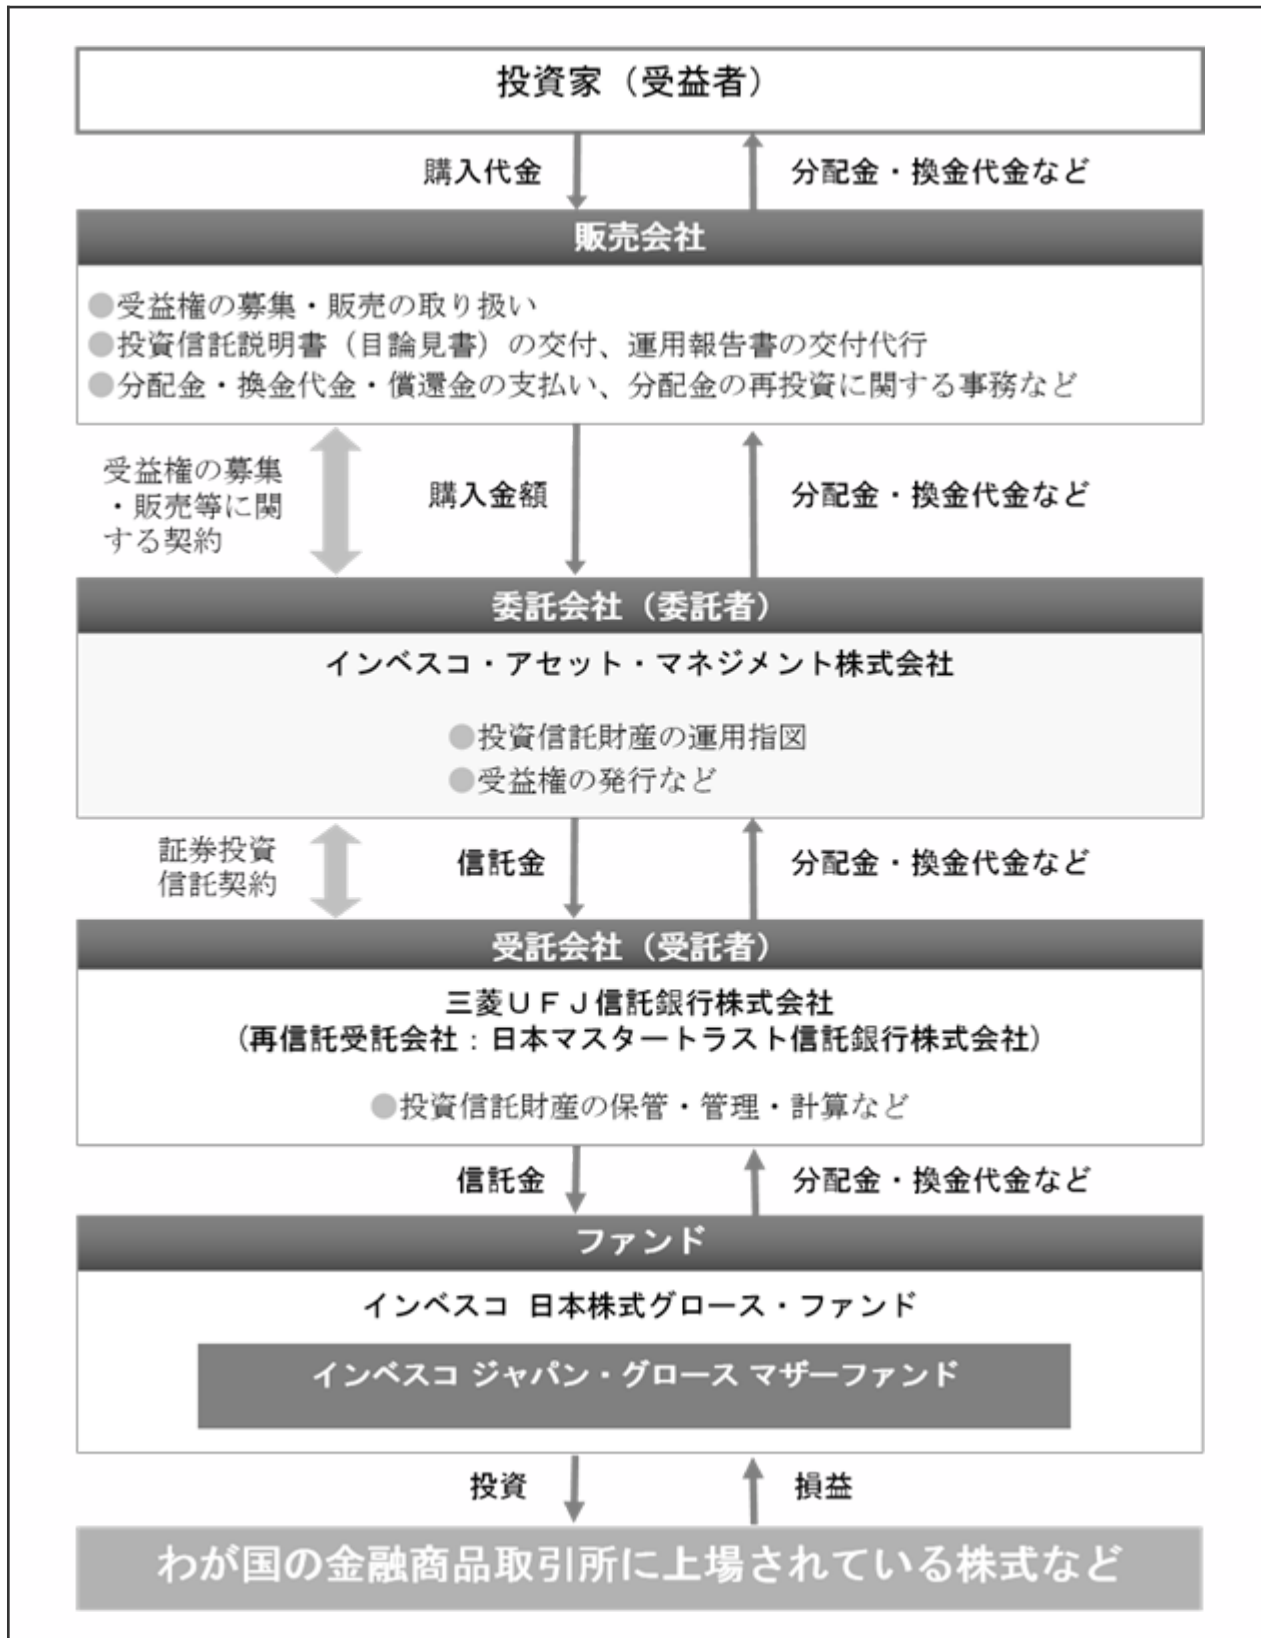 投資家（受益者）
購入代金
分配金・換金代金など
販売会社
●受益権の募集・販売の取り扱い
●投資信託説明書（目論見書）の交付、運用報告書の交付代行
●分配金・換金代金・償還金の支払い、分配金の再投資に関する事務など
受益権の募集
・販売等に関
する契約
購入金額
分配金・換金代金など
委託会社（委託者）
インベスコ・アセット・マネジメント株式会社
●投資信託財産の運用指図
●受益権の発行など
証券投資
信託契約
信託金
分配金・換金代金など
受託会社（受託者）
三菱ＵＦＪ信託銀行株式会社
（再信託受託会社：日本マスタートラスト信託銀行株式会社）
●投資信託財産の保管・管理・計算など
信託金
分配金・換金代金など
ファンド
インベスコ 日本株式グロース・ファンド
インベスコ ジャパン・グロース マザーファンド
投資
損益
わが国の金融商品取引所に上場されている株式など